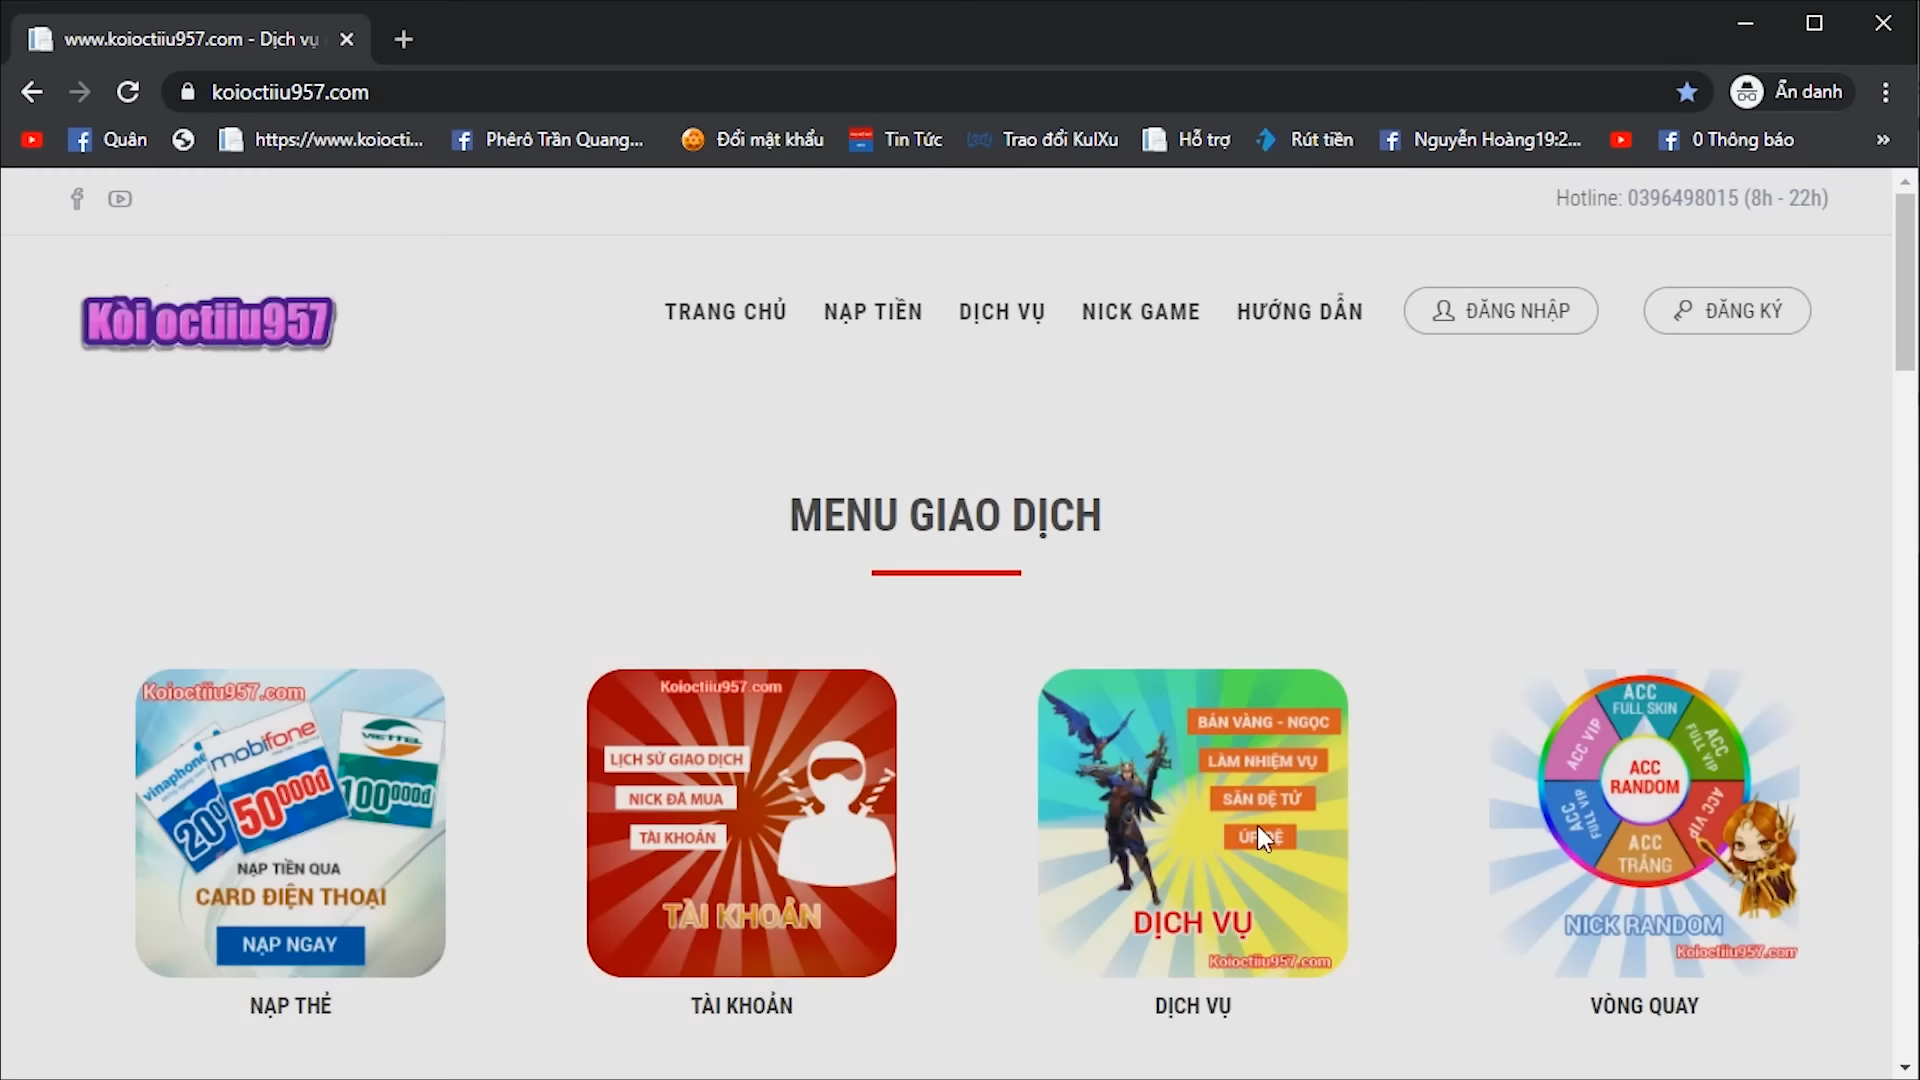 www.koioctiiu957.com - Dịch vụ
koioctiiu957.com
Ẩn danh
Quân
https://www.koiocti...
Phêrô Trần Quang...
Đổi mật khẩu
Tin Tức
Trao đổi KulXu
Hỗ trợ
Rút tiền
Nguyễn Hoàng19:2...
0 Thông báo
Hotline: 0396498015 (8h - 22h)
Kòi octiiu957
TRANG CHỦ
NẠP TIỀN
DỊCH VỤ
NICK GAME
HƯỚNG DẪN
ĐĂNG NHẬP
ĐĂNG KÝ
MENU GIAO DỊCH
Koioctiiu957.com
vinaphone
mobifone
VIETTEL
50000đ
100000đ
NẠP TIỀN QUA
CARD ĐIỆN THOẠI
NẠP NGAY
NẠP THẺ
Koioctiiu957.com
LỊCH SỬ GIAO DỊCH
NICK ĐÃ MUA
TÀI KHOẢN
TÀI KHOẢN
TÀI KHOẢN
BÁN VÀNG - NGỌC
LÀM NHIỆM VỤ
SĂN ĐỆ TỬ
DỊCH VỤ
Koioctiiu957.com
DỊCH VỤ
ACC
FULL SKIN
ACC
FULL VIP
ACC VIP
ACC
TRẮNG
ACC
FULL VIP
ACC VIP
ACC
RANDOM
NICK RANDOM
Koioctiiu957.com
VÒNG QUAY